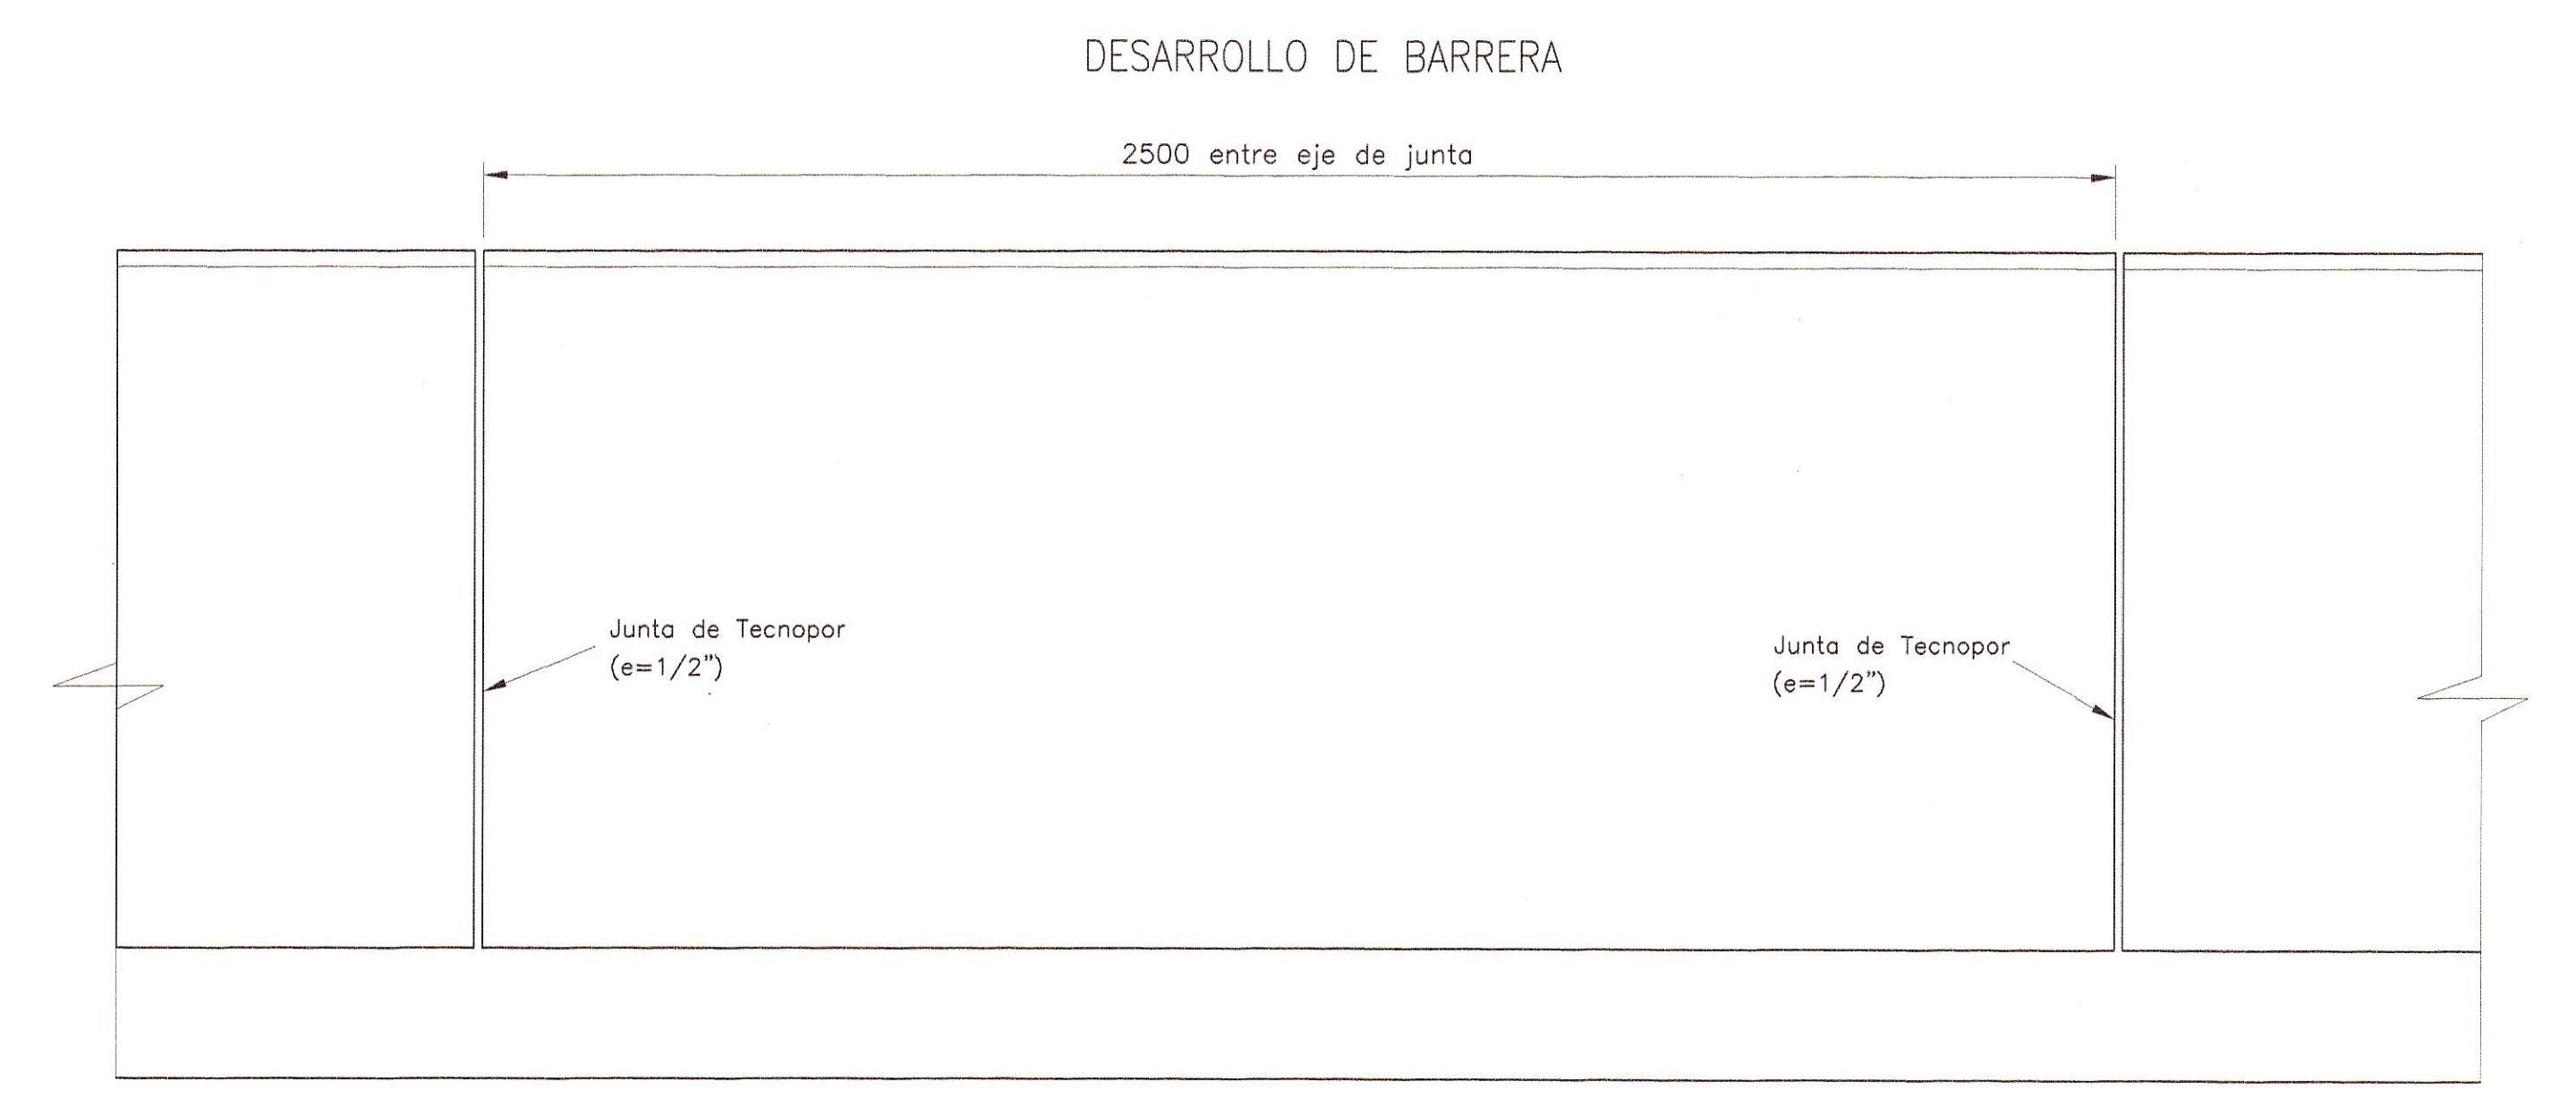 DESARROLLO DE BARRERA
2500 entre eje de junta
Junta de Tecnopor
(e=1/2")
Junta de Tecnopor
(e=1/2")